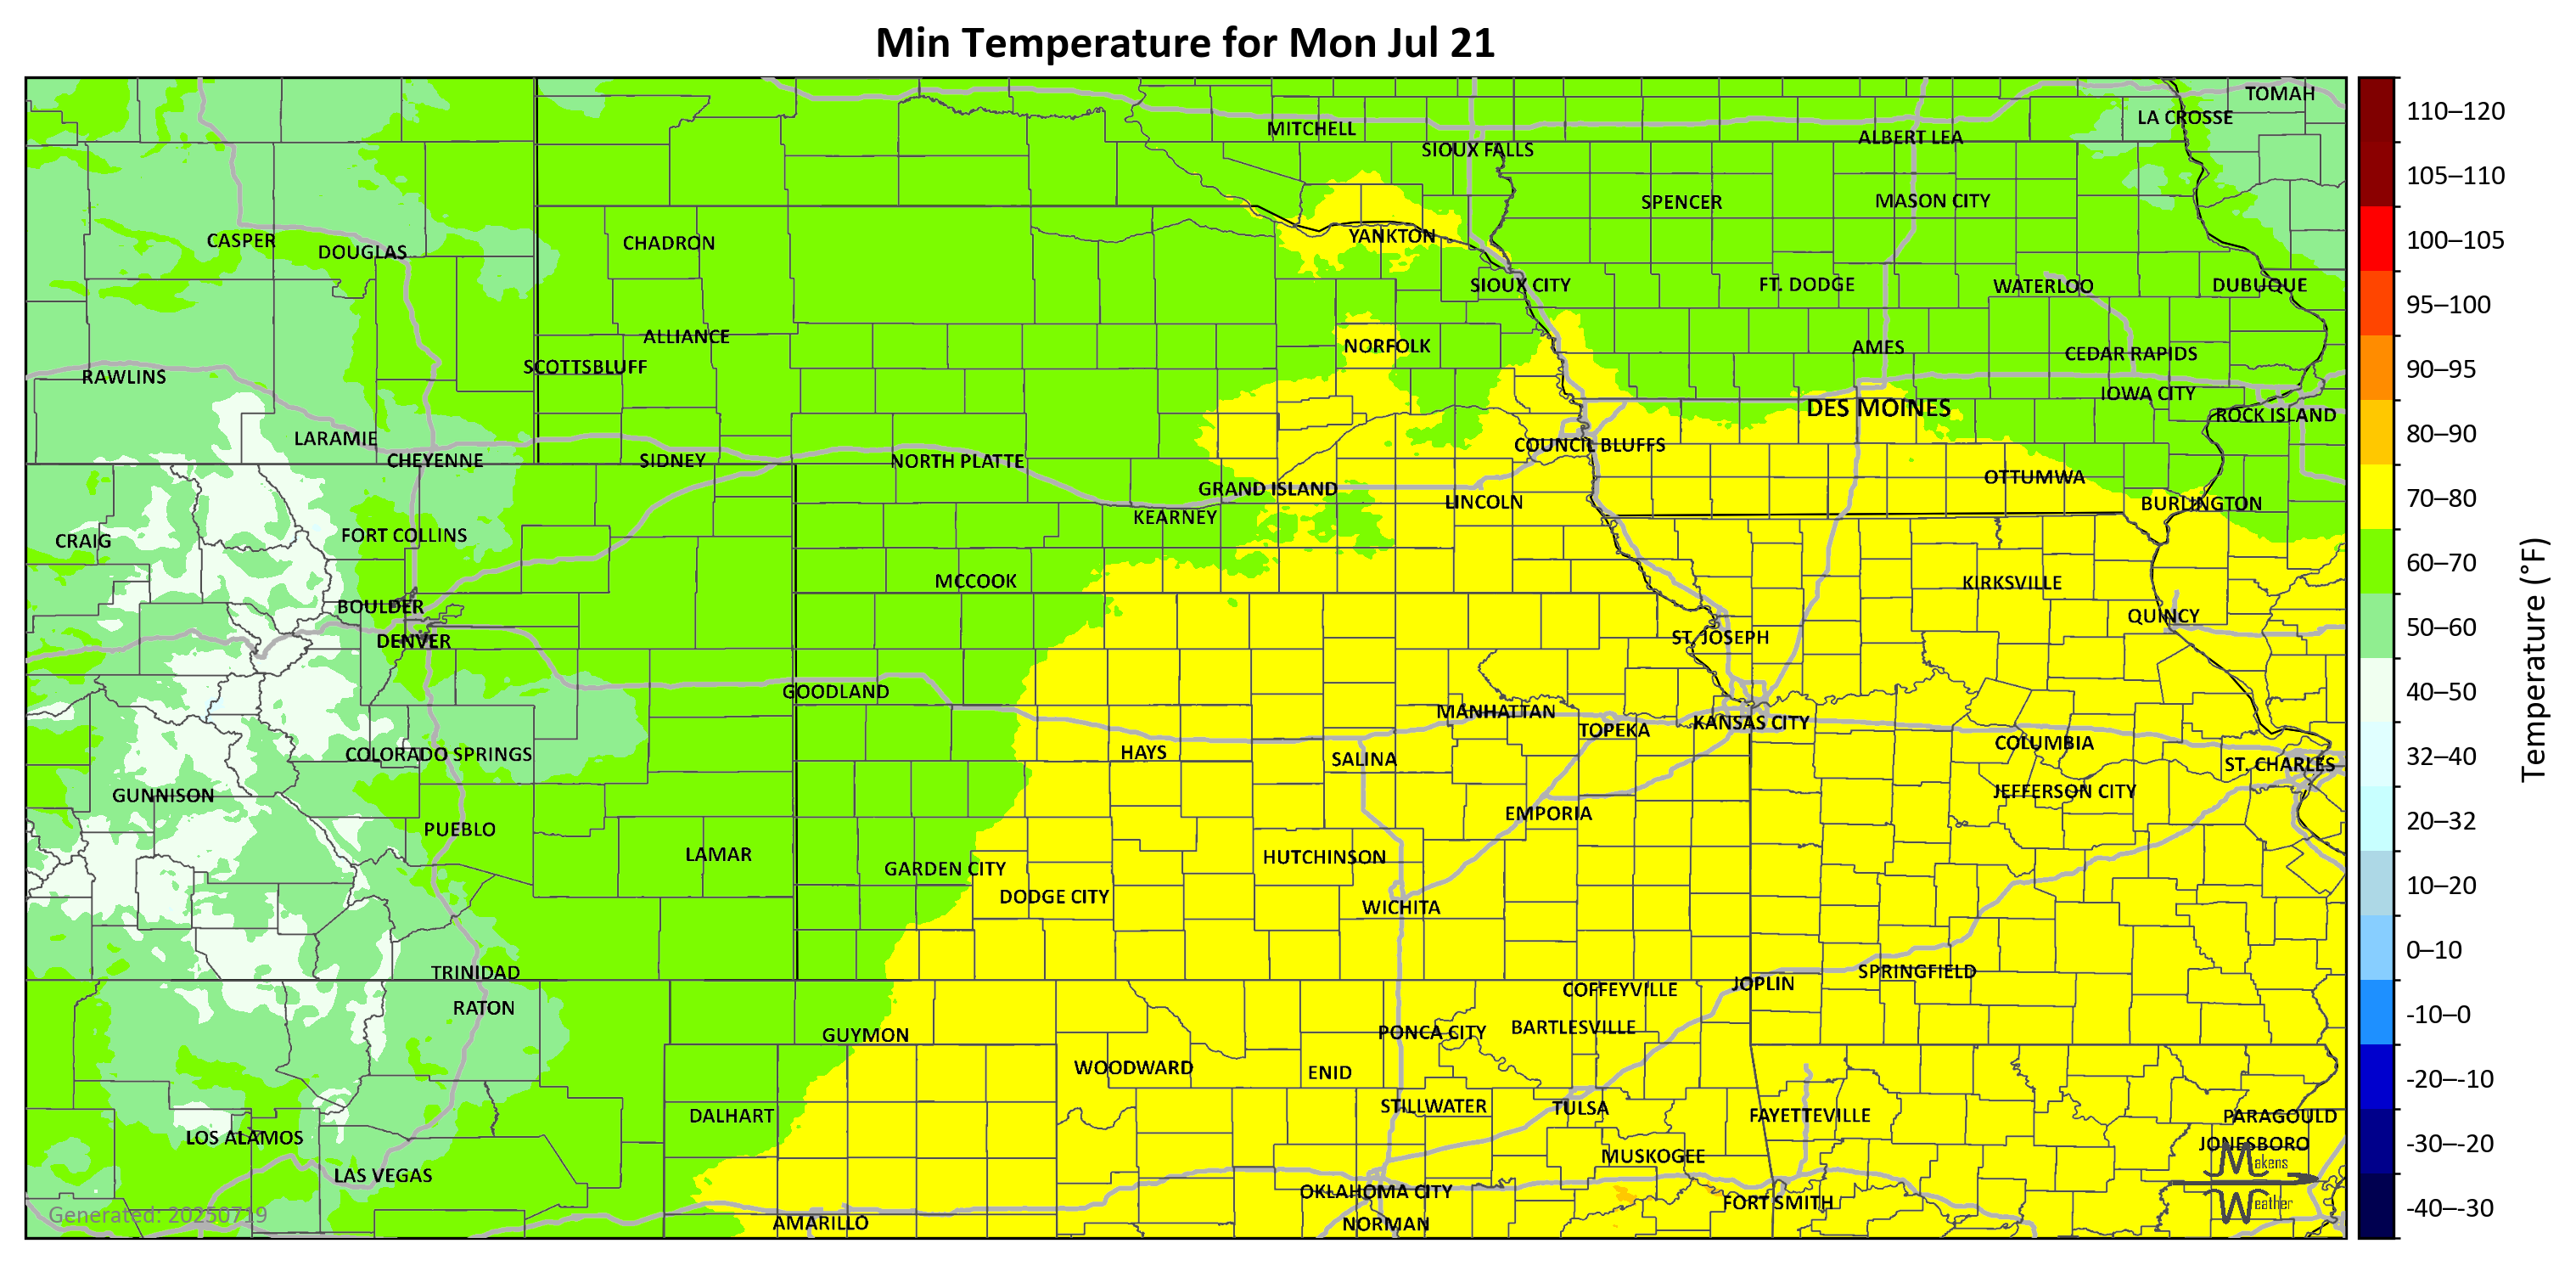 Min Temperature for Mon Jul 21
TOMAH
LA CROSSE
MITCHELL
ALBERT LEA
SIOUX FALLS
SPENCER
MASON CITY
YANKTON
CASPER
CHADRON
DOUGLAS
SIOUX CITY
FT. DODGE
WATERLOO
DUBUQUE
ALLIANCE
NORFOLK
AMES
CEDAR RAPIDS
SCOTTSBLUFF
RAWLINS
IOWA CITY
DES MOINES
ROCK ISLAND
LARAMIE
COUNCIL BLUFFS
CHEYENNE
SIDNEY
NORTH PLATTE
OTTUMWA
GRAND ISLAND
LINCOLN
BURLINGTON
KEARNEY
FORT COLLINS
CRAIG
MCCOOK
KIRKSVILLE
BOULDER
QUINCY
DENVER
ST. JOSEPH
GOODLAND
MANHATTAN
KANSAS CITY
TOPEKA
COLUMBIA
HAYS
COLORADO SPRINGS
SALINA
ST. CHARLES
JEFFERSON CITY
GUNNISON
EMPORIA
PUEBLO
LAMAR
HUTCHINSON
GARDEN CITY
DODGE CITY
WICHITA
TRINIDAD
SPRINGFIELD
JOPLIN
COFFEYVILLE
RATON
BARTLESVILLE
PONCA CITY
GUYMON
WOODWARD
ENID
STILLWATER
TULSA
DALHART
FAYETTEVILLE
PARAGOULD
LOS ALAMOS
JONESBORO
MUSKOGEE
LAS VEGAS
OKLAHOMA CITY
FORT SMITH
AMARILLO
NORMAN
Generated: 20250719
Makens
Weather
110–120
105–110
100–105
95–100
90–95
80–90
70–80
60–70
50–60
40–50
32–40
20–32
10–20
0–10
-10–0
-20–-10
-30–-20
-40–-30
Temperature (°F)